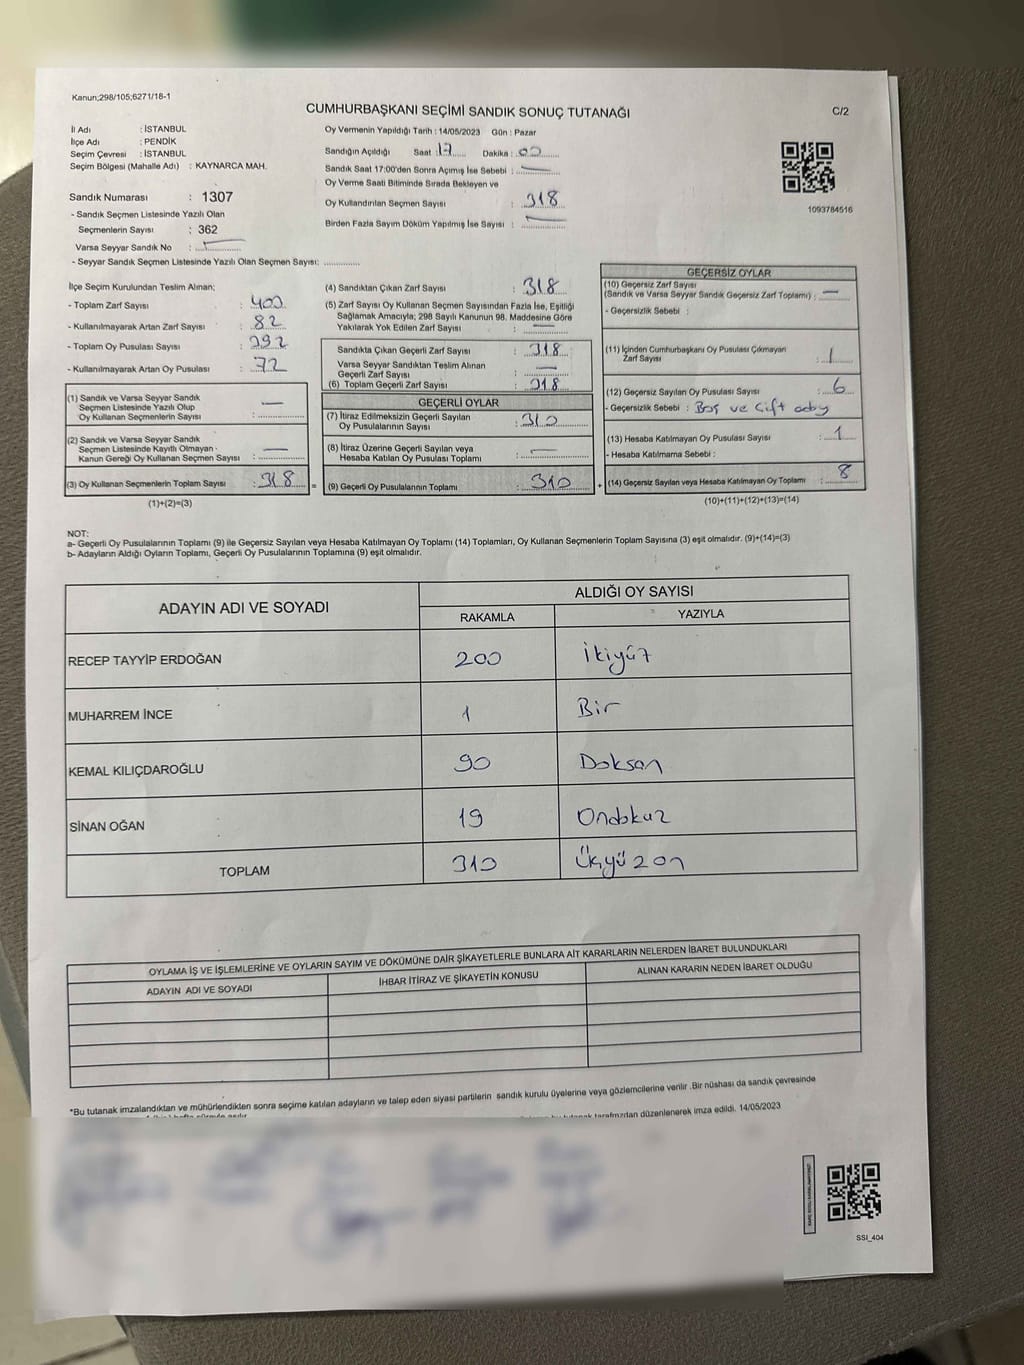 Kanun;298/105;6271/18-1
CUMHURBAŞKANI SEÇİMİ SANDIK SONUÇ TUTANAĞI
C/2
İl Adı : İSTANBUL
İlçe Adı : PENDİK
Seçim Çevresi : İSTANBUL
Seçim Bölgesi (Mahalle Adı) : KAYNARCA MAH.
Sandık Numarası : 1307
- Sandık Seçmen Listesinde Yazılı Olan
Seçmenlerin Sayısı : 362
Varsa Seyyar Sandık No :
- Seyyar Sandık Seçmen Listesinde Yazılı Olan Seçmen Sayısı:
Oy Vermenin Yapıldığı Tarih : 14/05/2023 Gün : Pazar
Sandığın Açıldığı Saat 17 Dakika : 00
Sandık Saat 17:00'den Sonra Açımış İse Sebebi : —
Oy Verme Saati Bitiminde Sırada Bekleyen ve
Oy Kullandırılan Seçmen Sayısı : 318
Birden Fazla Sayım Döküm Yapılmış İse Sayısı : —
1093784516
İlçe Seçim Kurulundan Teslim Alınan;
- Toplam Zarf Sayısı : 400
- Kullanılmayarak Artan Zarf Sayısı : 82
- Toplam Oy Pusulası Sayısı :
- Kullanılmayarak Artan Oy Pusulası : 72
(1) Sandık ve Varsa Seyyar Sandık
Seçmen Listesinde Yazılı Olup
Oy Kullanan Seçmenlerin Sayısı : —
(2) Sandık ve Varsa Seyyar Sandık
Seçmen Listesinde Kayıtlı Olmayan -
Kanun Gereği Oy Kullanan Seçmen Sayısı : —
(3) Oy Kullanan Seçmenlerin Toplam Sayısı : 318 =
(1)+(2)=(3)
(4) Sandıktan Çıkan Zarf Sayısı : 318
(5) Zarf Sayısı Oy Kullanan Seçmen Sayısından Fazla İse, Eşitliği
Sağlamak Amacıyla; 298 Sayılı Kanunun 98. Maddesine Göre
Yakılarak Yok Edilen Zarf Sayısı : —
Sandıkta Çıkan Geçerli Zarf Sayısı : 318
Varsa Seyyar Sandıktan Teslim Alınan
Geçerli Zarf Sayısı : —
(6) Toplam Geçerli Zarf Sayısı : 318
GEÇERLİ OYLAR
(7) İtiraz Edilmeksizin Geçerli Sayılan
Oy Pusulalarının Sayısı : 310
(8) İtiraz Üzerine Geçerli Sayılan veya
Hesaba Katılan Oy Pusulası Toplamı : —
(9) Geçerli Oy Pusulalarının Toplamı : 310 +
GEÇERSİZ OYLAR
(10) Geçersiz Zarf Sayısı
(Sandık ve Varsa Seyyar Sandık Geçersiz Zarf Toplamı) : —
- Geçersizlik Sebebi :
(11) İçinden Cumhurbaşkanı Oy Pusulası Çıkmayan
Zarf Sayısı : 1
(12) Geçersiz Sayılan Oy Pusulası Sayısı : 6
- Geçersizlik Sebebi : Boş ve Çift aday
(13) Hesaba Katılmayan Oy Pusulası Sayısı : 1
- Hesaba Katılmama Sebebi :
(14) Geçersiz Sayılan veya Hesaba Katılmayan Oy Toplamı : 8
(10)+(11)+(12)+(13)=(14)
NOT:
a- Geçerli Oy Pusulalarının Toplamı (9) ile Geçersiz Sayılan veya Hesaba Katılmayan Oy Toplamı (14) Toplamları, Oy Kullanan Seçmenlerin Toplam Sayısına (3) eşit olmalıdır. (9)+(14)=(3)
b- Adayların Aldığı Oyların Toplamı, Geçerli Oy Pusulalarının Toplamına (9) eşit olmalıdır.
ADAYIN ADI VE SOYADI ALDIĞI OY SAYISI
RAKAMLA YAZIYLA
RECEP TAYYİP ERDOĞAN 200 İkiyüz
MUHARREM İNCE 1 Bir
KEMAL KILIÇDAROĞLU 90 Doksan
SİNAN OĞAN 19 Ondokuz
TOPLAM 310 Üçyüz on
OYLAMA İŞ VE İŞLEMLERİNE VE OYLARIN SAYIM VE DÖKÜMÜNE DAİR ŞİKAYETLERLE BUNLARA AİT KARARLARIN NELERDEN İBARET BULUNDUKLARI
ADAYIN ADI VE SOYADI İHBAR İTİRAZ VE ŞİKAYETİN KONUSU ALINAN KARARIN NEDEN İBARET OLDUĞU
*Bu tutanak imzalandıktan ve mühürlendikten sonra seçime katılan adayların ve talep eden siyasi partilerin sandık kurulu üyelerine veya gözlemcilerine verilir .Bir nüshası da sandık çevresinde
tutanak tarafmzdan düzenlenerek imza edildi. 14/05/2023
SSI_404